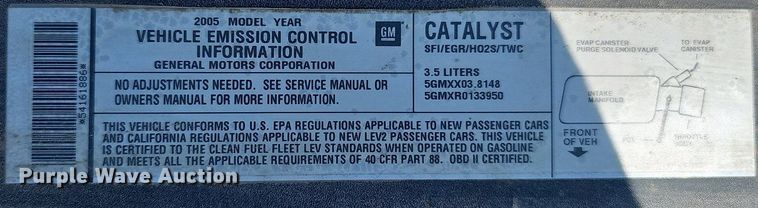 *54161886*
2005 MODEL YEAR
VEHICLE EMISSION CONTROL
INFORMATION
GENERAL MOTORS CORPORATION
GM
CATALYST
SFI/EGR/HO2S/TWC
NO ADJUSTMENTS NEEDED. SEE SERVICE MANUAL OR
OWNERS MANUAL FOR MORE INFORMATION.
3.5 LITERS
5GMXX03.8148
5GMXR0133950
THIS VEHICLE CONFORMS TO U.S. EPA REGULATIONS APPLICABLE TO NEW PASSENGER CARS
AND CALIFORNIA REGULATIONS APPLICABLE TO NEW LEV2 PASSENGER CARS. THIS VEHICLE
IS CERTIFIED TO THE CLEAN FUEL FLEET LEV STANDARDS WHEN OPERATED ON GASOLINE
AND MEETS ALL THE APPLICABLE REQUIREMENTS OF 40 CFR PART 88. OBD II CERTIFIED.
EVAP CANISTER
PURGE SOLENOID VALVE
TO EVAP
CANISTER
INTAKE
MANIFOLD
FRONT
OF VEH
THROTTLE
Purple Wave Auction